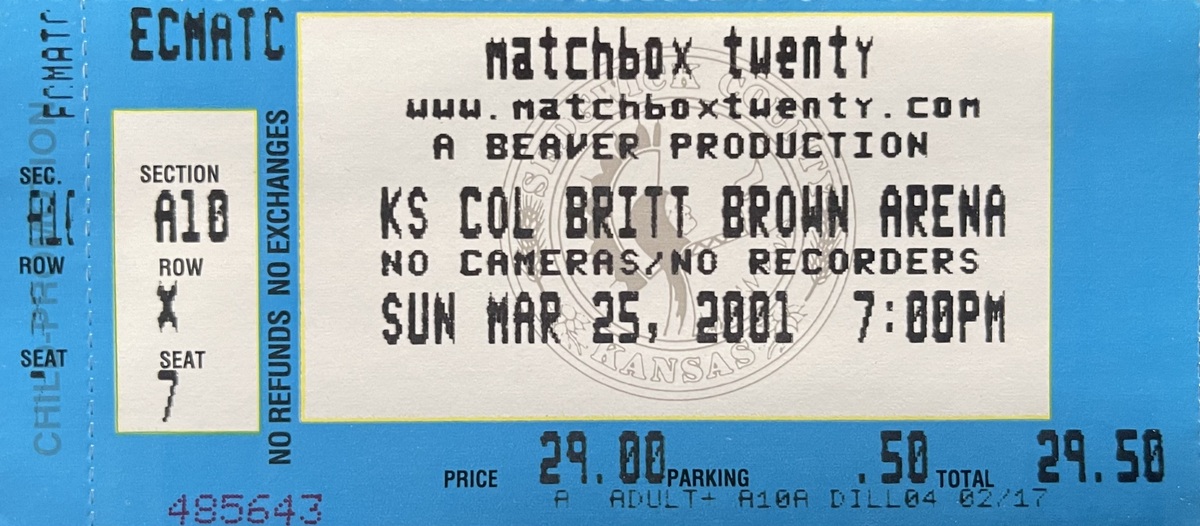 ECMATC
SEC.
ROW
SEAT
SECTION
A10
ROW
X
SEAT
7
NO REFUNDS NO EXCHANGES
matchbox twenty
www.matchboxtwenty.com
A BEAVER PRODUCTION
KS COL BRITT BROWN ARENA
NO CAMERAS/NO RECORDERS
SUN MAR 25, 2001 7:00PM
SEDGWICK COUNTY
KANSAS
PRICE 29.00 PARKING .50 TOTAL 29.50
A ADULT+ A10A DILL04 02/17
485643